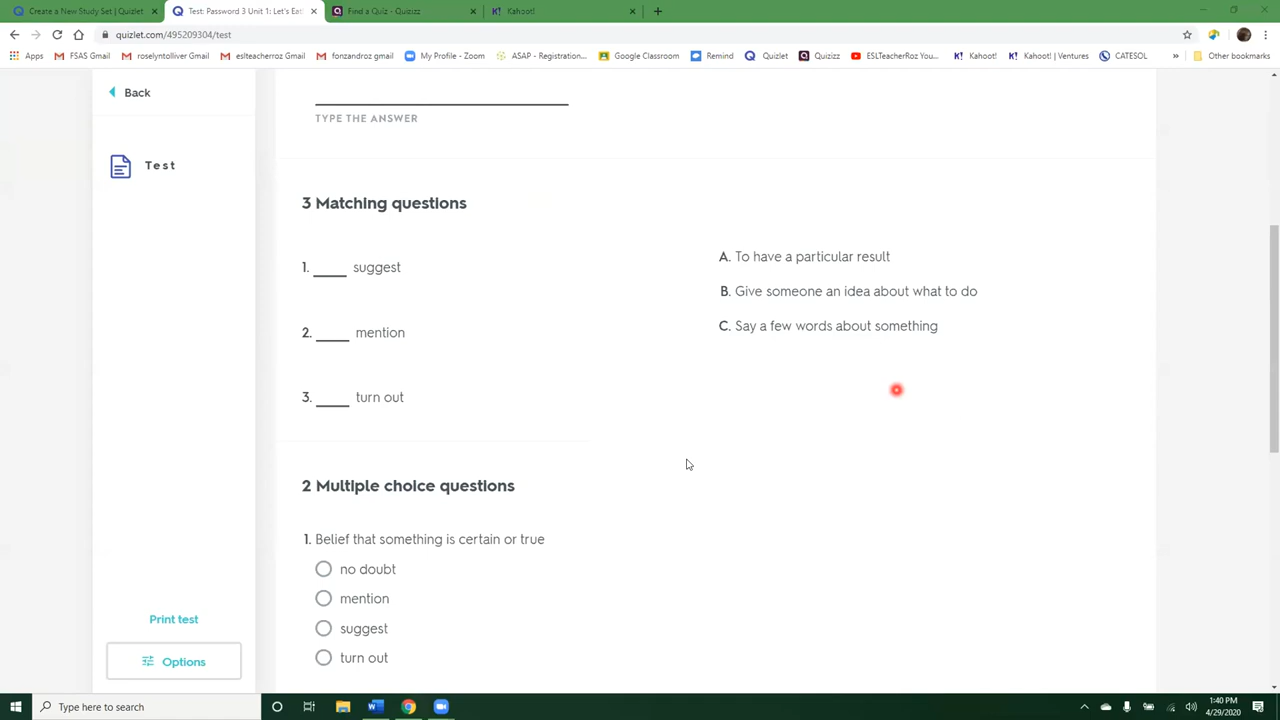 Create a New Study Set | Quizlet
Test: Password 3 Unit 1: Let's Eat!
Find a Quiz - Quizizz
Kahoot!
quizlet.com/495209304/test
Apps
FSAS Gmail
roselyntolliver Gmail
eslteacherroz Gmail
fonzandroz gmail
My Profile - Zoom
ASAP - Registration...
Google Classroom
Remind
Quizlet
Quizizz
ESLTeacherRoz You...
Kahoot!
Kahoot! | Ventures
CATESOL
Other bookmarks
Back
Test
TYPE THE ANSWER
3 Matching questions
1. ____ suggest
2. ____ mention
3. ____ turn out
A. To have a particular result
B. Give someone an idea about what to do
C. Say a few words about something
2 Multiple choice questions
1. Belief that something is certain or true
no doubt
mention
suggest
turn out
Print test
Options
Type here to search
1:40 PM
4/29/2020